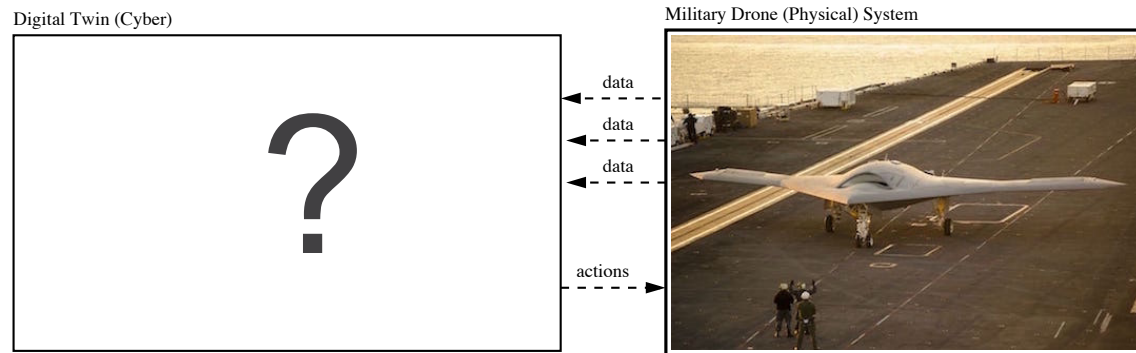 Digital Twin (Cyber)
Military Drone (Physical) System
?
data
data
data
actions